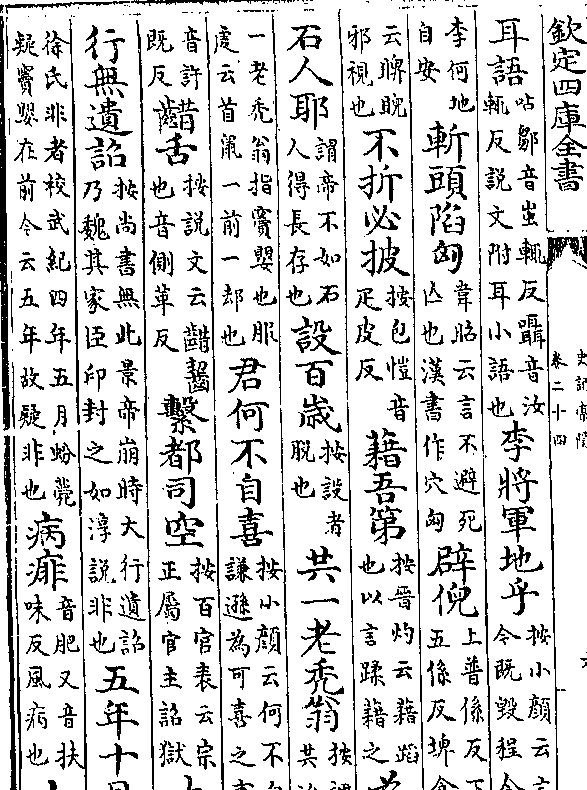 欽定四庫全書
史記索隱
卷二十四
耳語呫鄒音蚩輒反囁音汝輒反說文附耳小語也李將軍地乎按小顏云言令既毀程令
李何地自安斬頭陷匈韋昭云言不避死亾也漢書作穴匈辟倪上普係反下五係反埤倉
云睥睨邪視也不折必披按包愷音疋皮反藉吾第按晉灼云藉蹈也以言蹂藉之
石人耶謂帝不如石人得長存也設百歲按設者脫也共一老禿翁按謂共治
一老禿翁指竇嬰也服虔云首鼠一前一却也君何不自喜按小顏云何不謙遜為可喜之
音許既反齰舌按說文云齰齧也音側革反繫都司空按百官表云宗正屬官主詔獄
行無遺詔按尚書無此景帝崩時大行遺詔乃魏其家臣印封之如淳說非也五年十月
徐氏非者校武紀四年五月蚡薨疑竇嬰在前今云五年故疑非也病痱音肥又音扶味反風病也